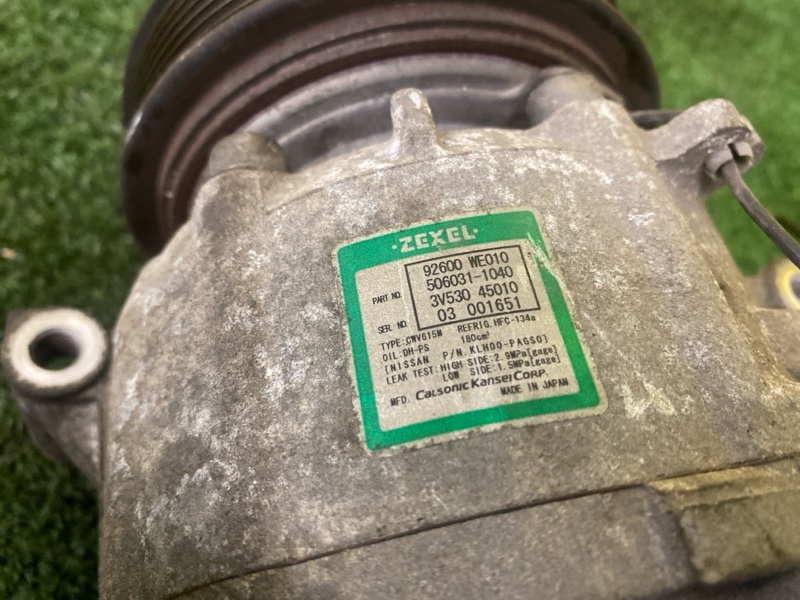 ·ZEXEL·
PART NO. 92600 WE010
506031-1040
3V530 45010
SER. NO. 03 001651
TYPE: CWV615M REFRIG. HFC-134a
OIL: DH-PS 180cm³
[NISSAN P/N. KLH00-PAGS0]
LEAK TEST: HIGH SIDE: 2.9MPa[gage]
LOW SIDE: 1.5MPa[gage]
MFD. CALSONIC KANSEI CORP.
MADE IN JAPAN